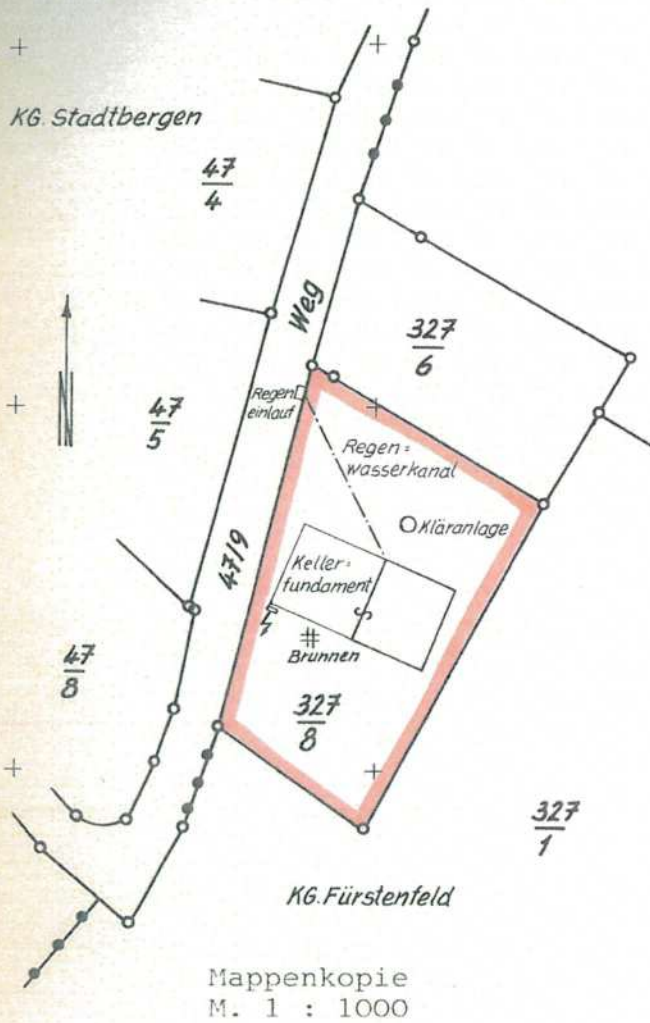 KG. Stadtbergen
47
4
Weg
327
6
47
5
N
Regen
einlauf
Regen=
wasserkanal
Kläranlage
47/9
Keller=
fundament
Brunnen
47
8
327
8
327
1
KG. Fürstenfeld
Mappenkopie
M. 1 : 1000